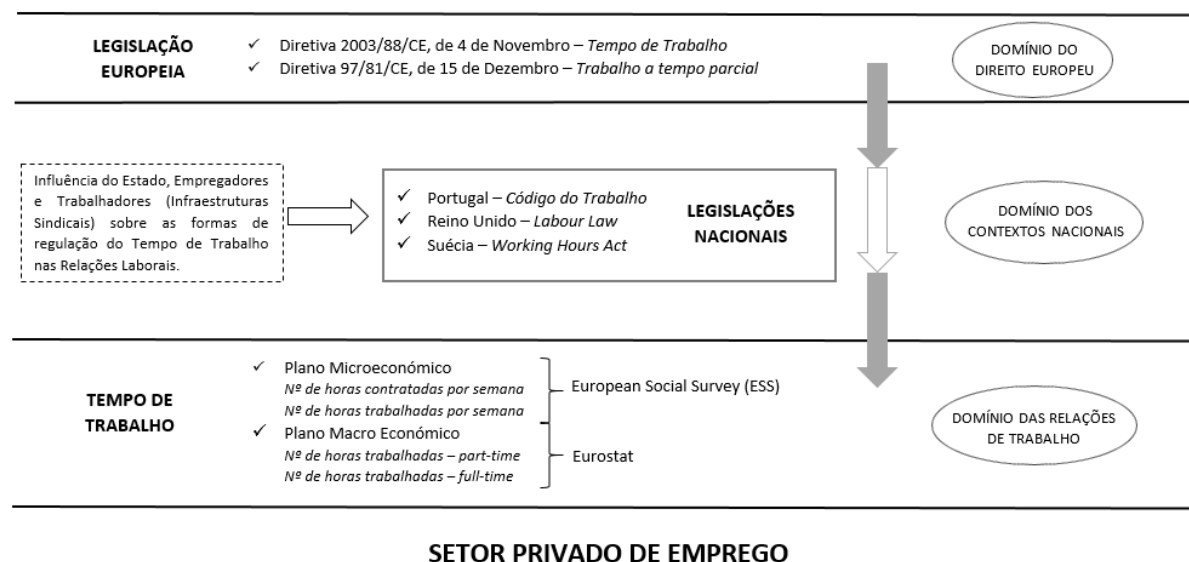 LEGISLAÇÃO
EUROPEIA
✓ Diretiva 2003/88/CE, de 4 de Novembro – Tempo de Trabalho
✓ Diretiva 97/81/CE, de 15 de Dezembro – Trabalho a tempo parcial
DOMÍNIO DO
DIREITO EUROPEU
Influência do Estado, Empregadores
e Trabalhadores (Infraestruturas
Sindicais) sobre as formas de
regulação do Tempo de Trabalho
nas Relações Laborais.
✓ Portugal – Código do Trabalho
✓ Reino Unido – Labour Law
✓ Suécia – Working Hours Act
LEGISLAÇÕES
NACIONAIS
DOMÍNIO DOS
CONTEXTOS NACIONAIS
TEMPO DE
TRABALHO
✓ Plano Microeconómico
Nº de horas contratadas por semana
Nº de horas trabalhadas por semana
European Social Survey (ESS)
✓ Plano Macro Económico
Nº de horas trabalhadas – part-time
Nº de horas trabalhadas – full-time
Eurostat
DOMÍNIO DAS RELAÇÕES
DE TRABALHO
SETOR PRIVADO DE EMPREGO